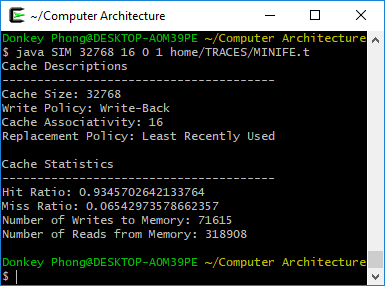 ~/Computer Architecture
Donkey Phong@DESKTOP-AOM39PE ~/Computer Architecture
$ java SIM 32768 16 0 1 home/TRACES/MINIFE.t
Cache Descriptions
---------------------------------------
Cache Size: 32768
Write Policy: Write-Back
Cache Associativity: 16
Replacement Policy: Least Recently Used
Cache Statistics
---------------------------------------
Hit Ratio: 0.9345702642133764
Miss Ratio: 0.06542973578662357
Number of Writes to Memory: 71615
Number of Reads from Memory: 318908
Donkey Phong@DESKTOP-AOM39PE ~/Computer Architecture
$